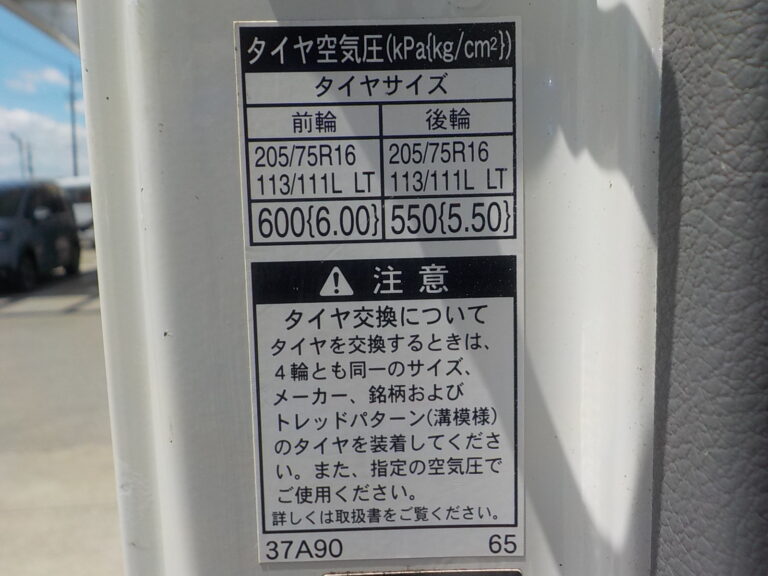 タイヤ空気圧(kPa{kg/cm²})
タイヤサイズ
前輪 後輪
205/75R16 205/75R16
113/111L LT 113/111L LT
600{6.00} 550{5.50}
注意
タイヤ交換について
タイヤを交換するときは、
4輪とも同一のサイズ、
メーカー、銘柄および
トレッドパターン(溝模様)
のタイヤを装着してくださ
い。また、指定の空気圧で
ご使用ください。
詳しくは取扱書をご覧ください。
37A90 65